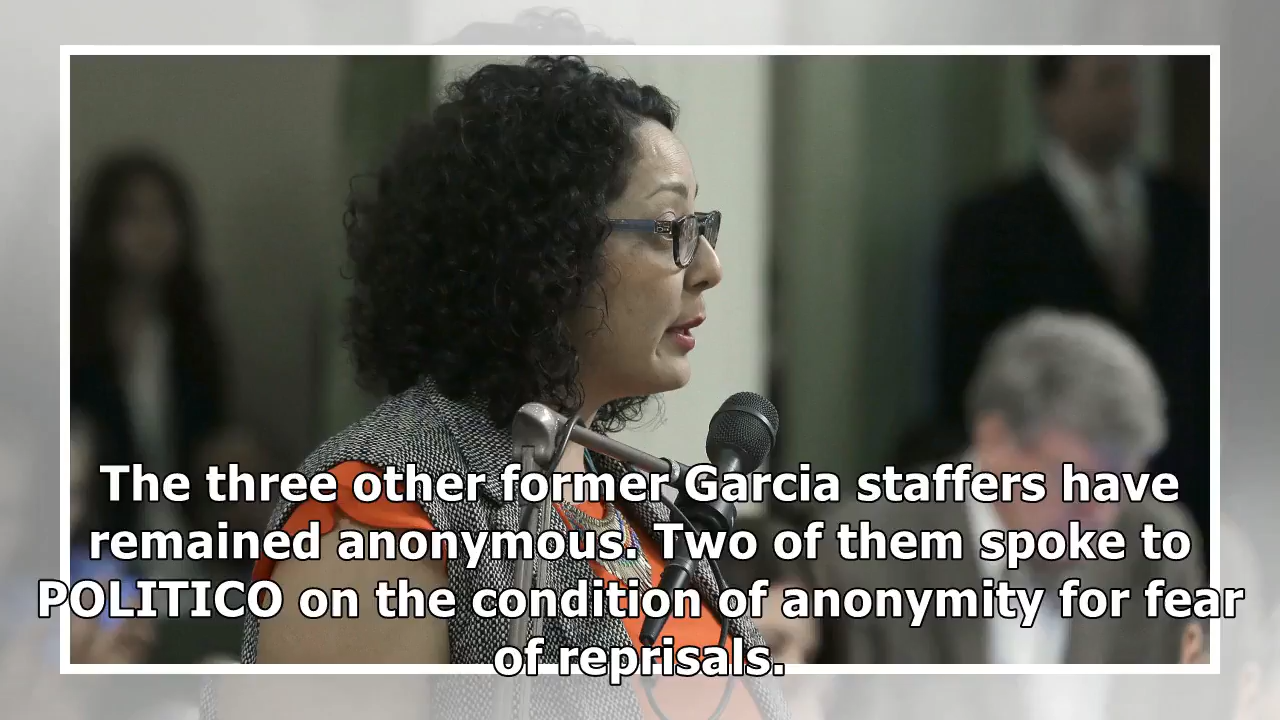 The three other former Garcia staffers have
remained anonymous. Two of them spoke to
POLITICO on the condition of anonymity for fear
of reprisals.